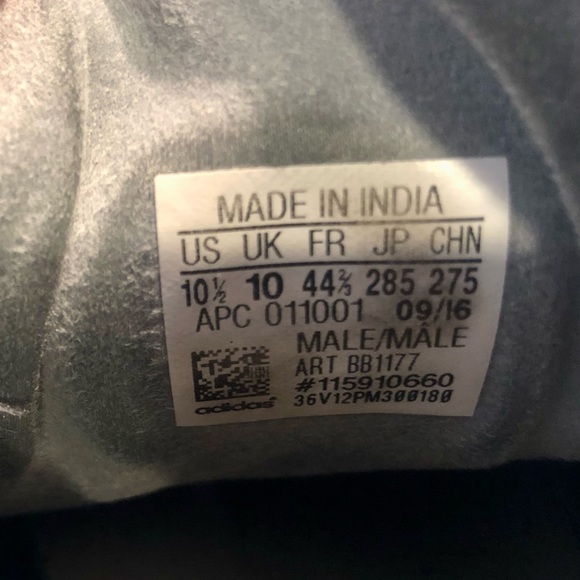 MADE IN INDIA
US UK FR JP CHN
10½ 10 44⅔ 285 275
APC 011001 09/16
MALE/MÂLE
ART BB1177
#115910660
adidas 36V12PM300180